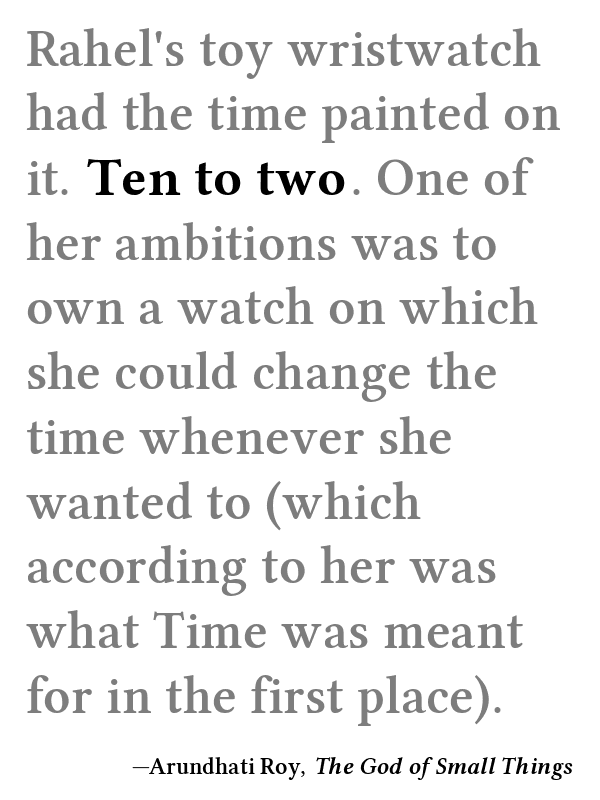 Rahel's toy wristwatch
had the time painted on
it. Ten to two. One of
her ambitions was to
own a watch on which
she could change the
time whenever she
wanted to (which
according to her was
what Time was meant
for in the first place).
—Arundhati Roy, The God of Small Things